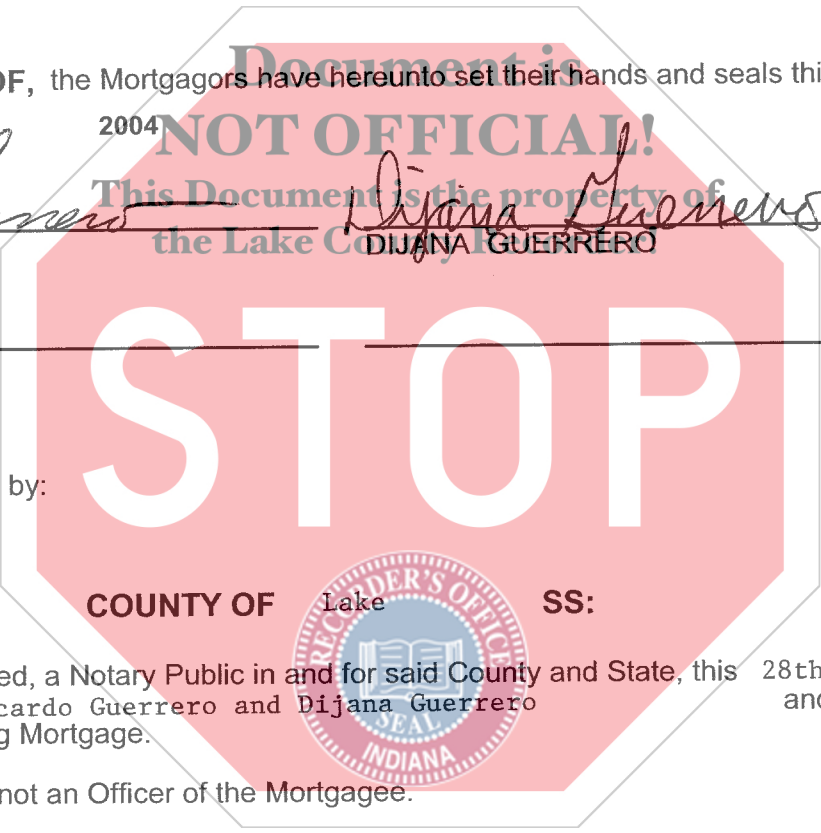 OF, the Mortgagors have hereunto set their hands and seals thi
Document is
2004
NOT OFFICIAL!
This Document is the property of
the Lake County Recorder!
nero
Dijana Guerrero
DIJANA GUERRERO
STOP
by:
COUNTY OF Lake SS:
ed, a Notary Public in and for said County and State, this 28th
cardo Guerrero and Dijana Guerrero and
g Mortgage.
not an Officer of the Mortgagee.
RECORDER'S OFFICE
SEAL
INDIANA